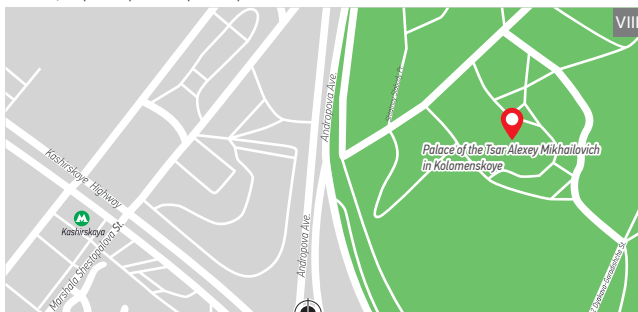 VIII
Andropova Ave.
Palace of the Tsar Alexey Mikhailovich
in Kolomenskoye
Kashirskoye Highway
Kashirskaya
Marshala Shestopalova St.
Andropova Ave.